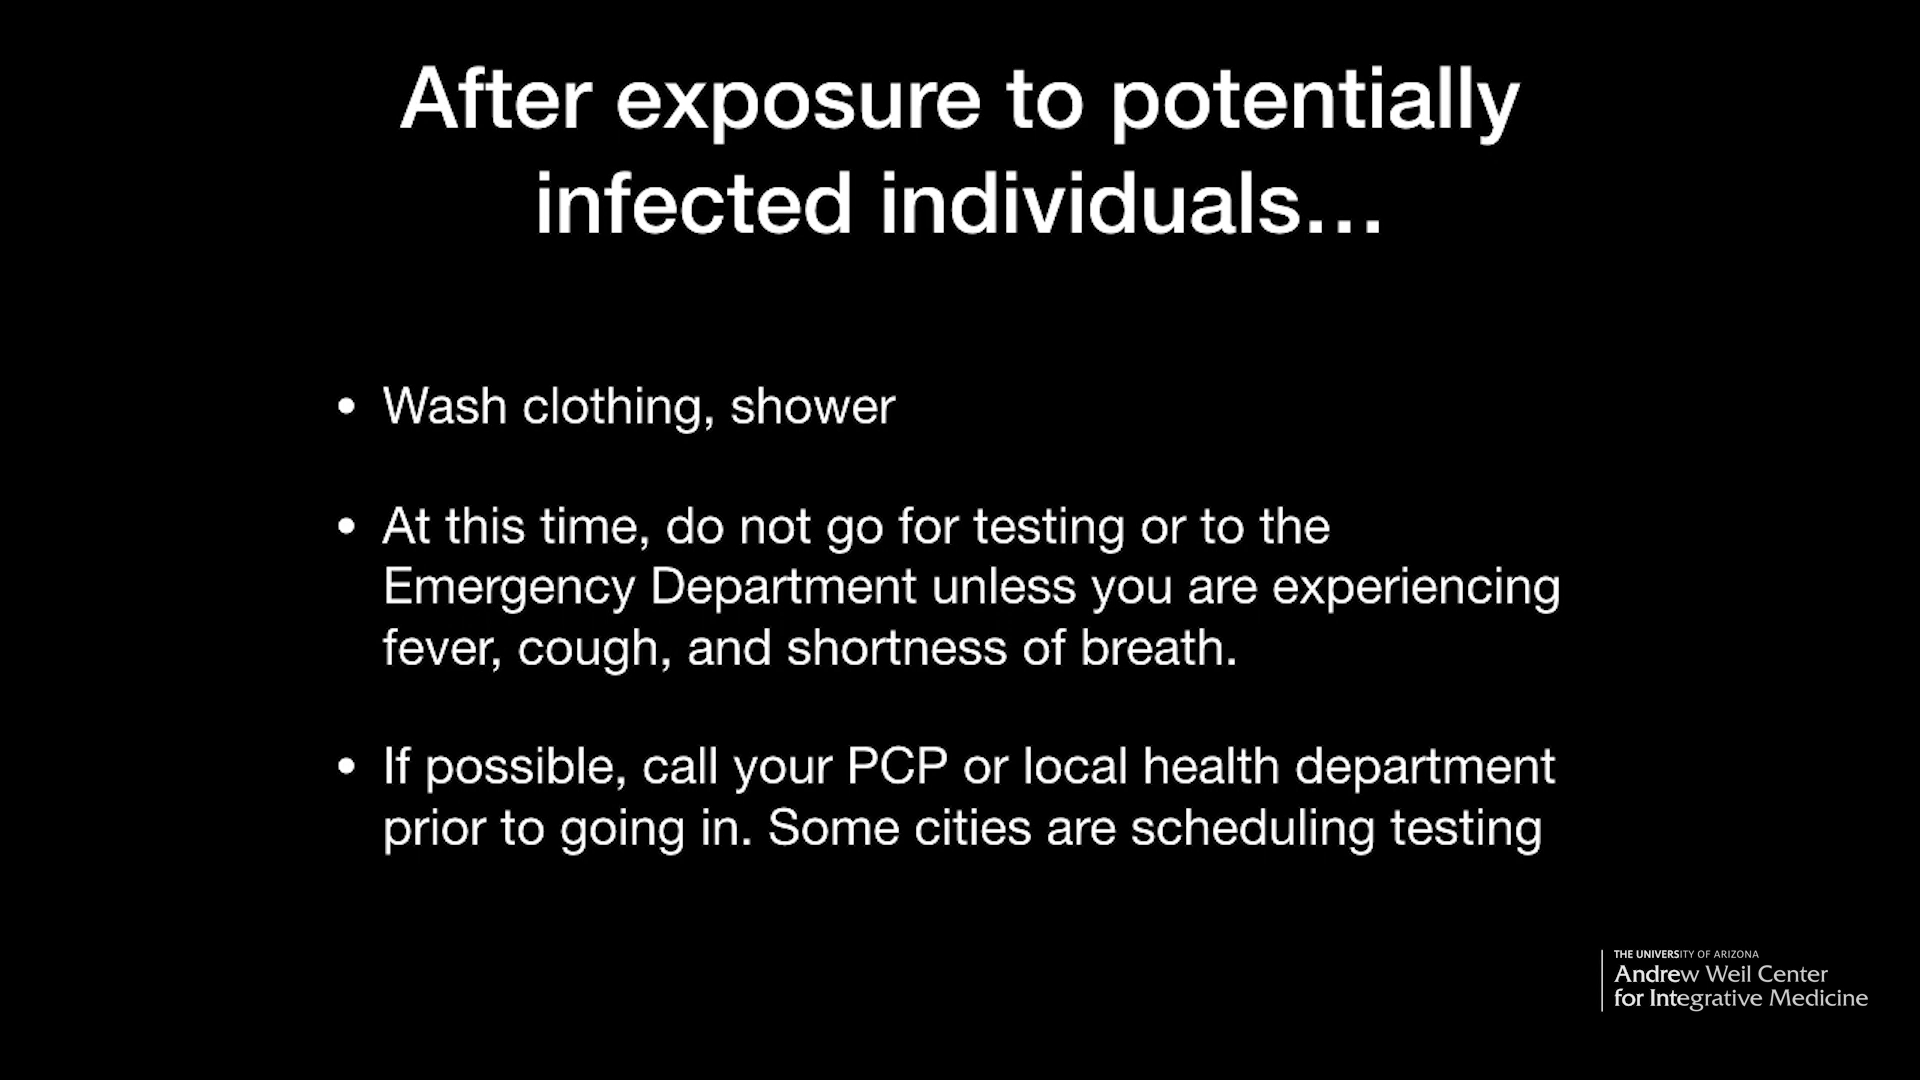 After exposure to potentially
infected individuals...
• Wash clothing, shower
• At this time, do not go for testing or to the
Emergency Department unless you are experiencing
fever, cough, and shortness of breath.
• If possible, call your PCP or local health department
prior to going in. Some cities are scheduling testing
THE UNIVERSITY OF ARIZONA
Andrew Weil Center
for Integrative Medicine